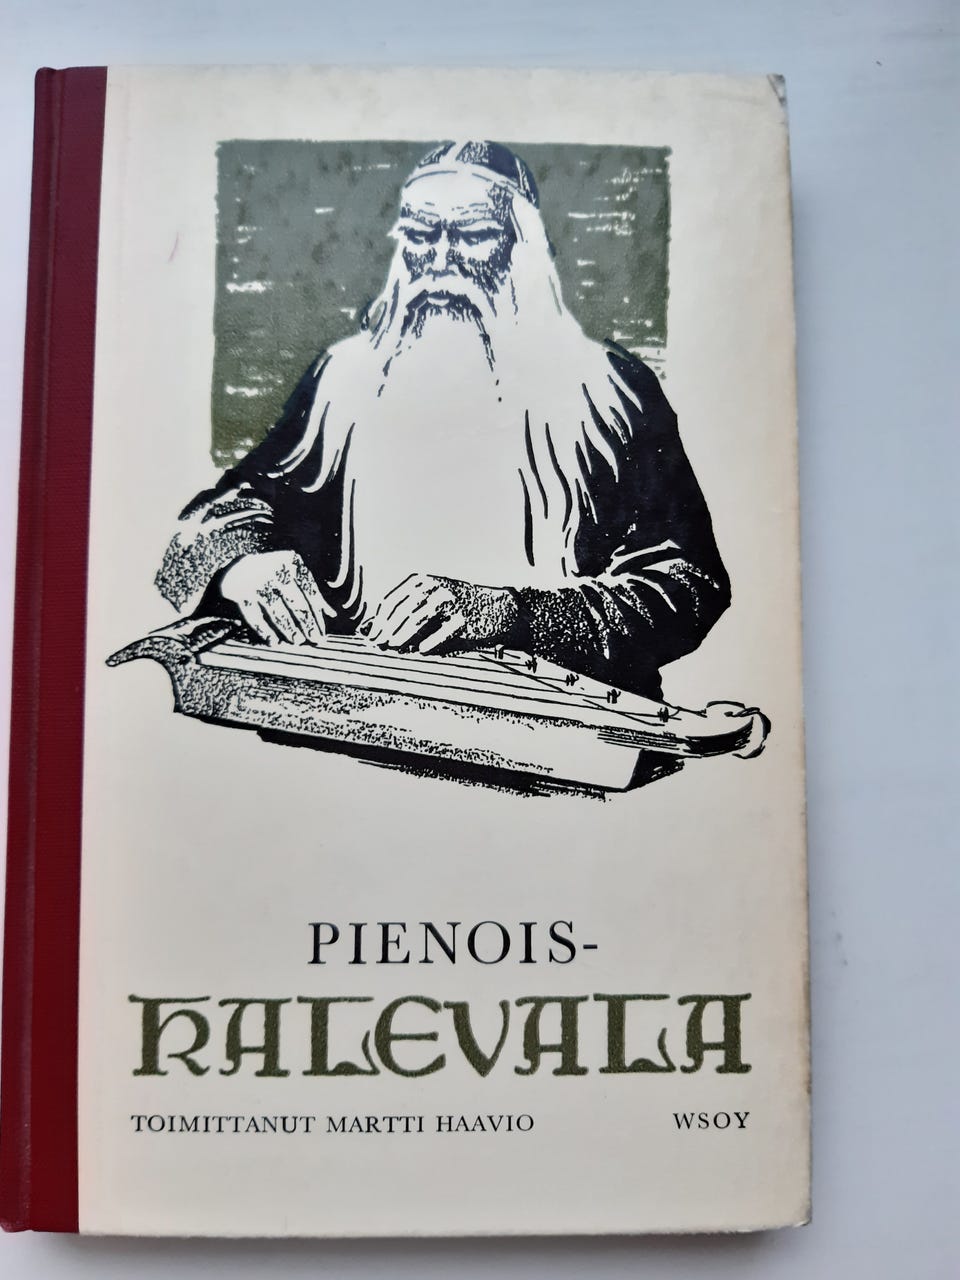 PIENOIS-
KALEVALA
TOIMITTANUT MARTTI HAAVIO WSOY